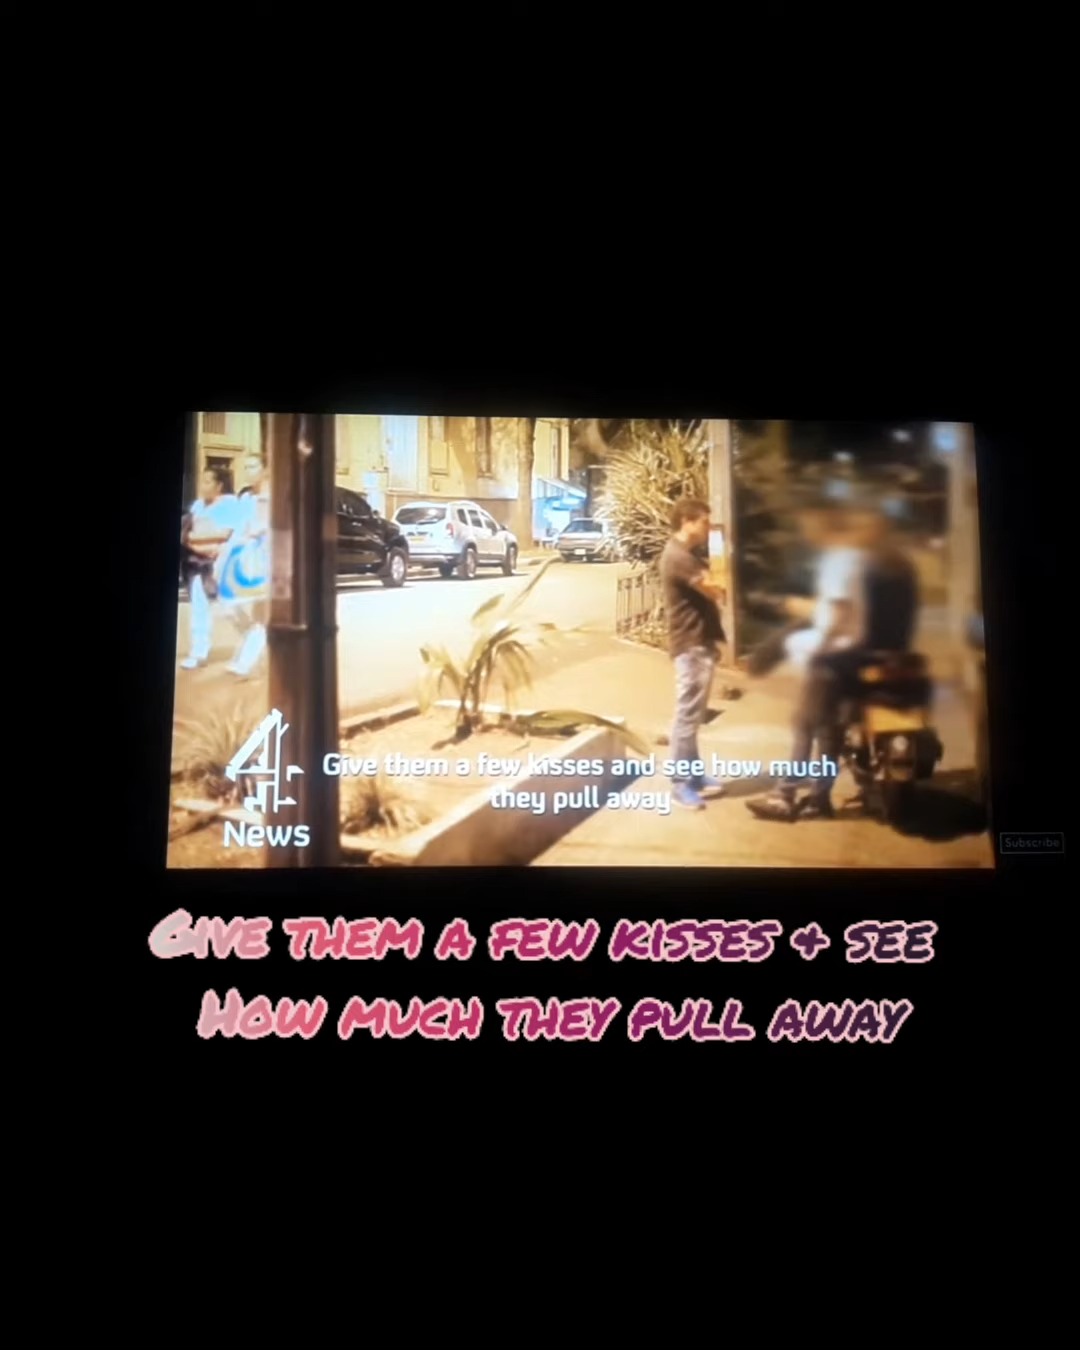 Give them a few kisses and see how much
they pull away
4
News
Subscribe
Give them a few kisses & see
How much they pull away